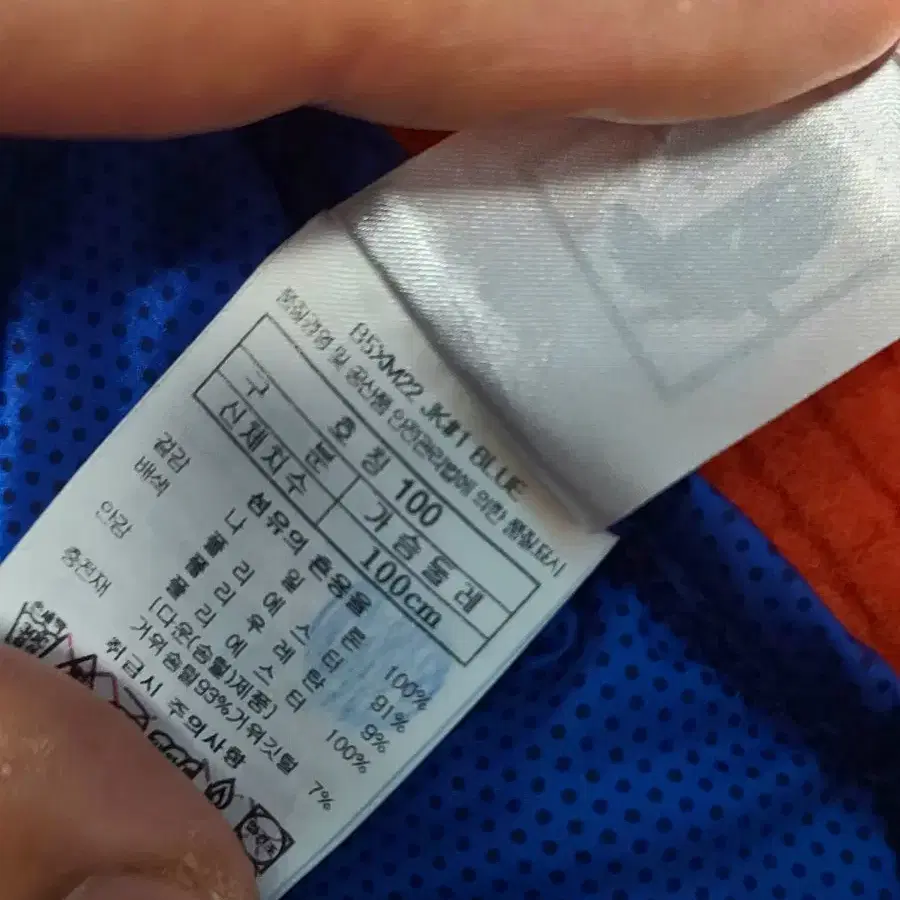 B5XM22 JK#1 BLUE
품질경영 및 공산품 안전관리법에 의한 품질표시
호칭 100
구분 가슴둘레
신체치수 100cm
섬유의 혼용율
겉감 나일론 100%
배색 폴리에스터 91%
폴리우레탄 9%
안감 폴리에스터 100%
충전재 [다운(솜털)제품]
거위솜털93%거위깃털 7%
취급시 주의사항